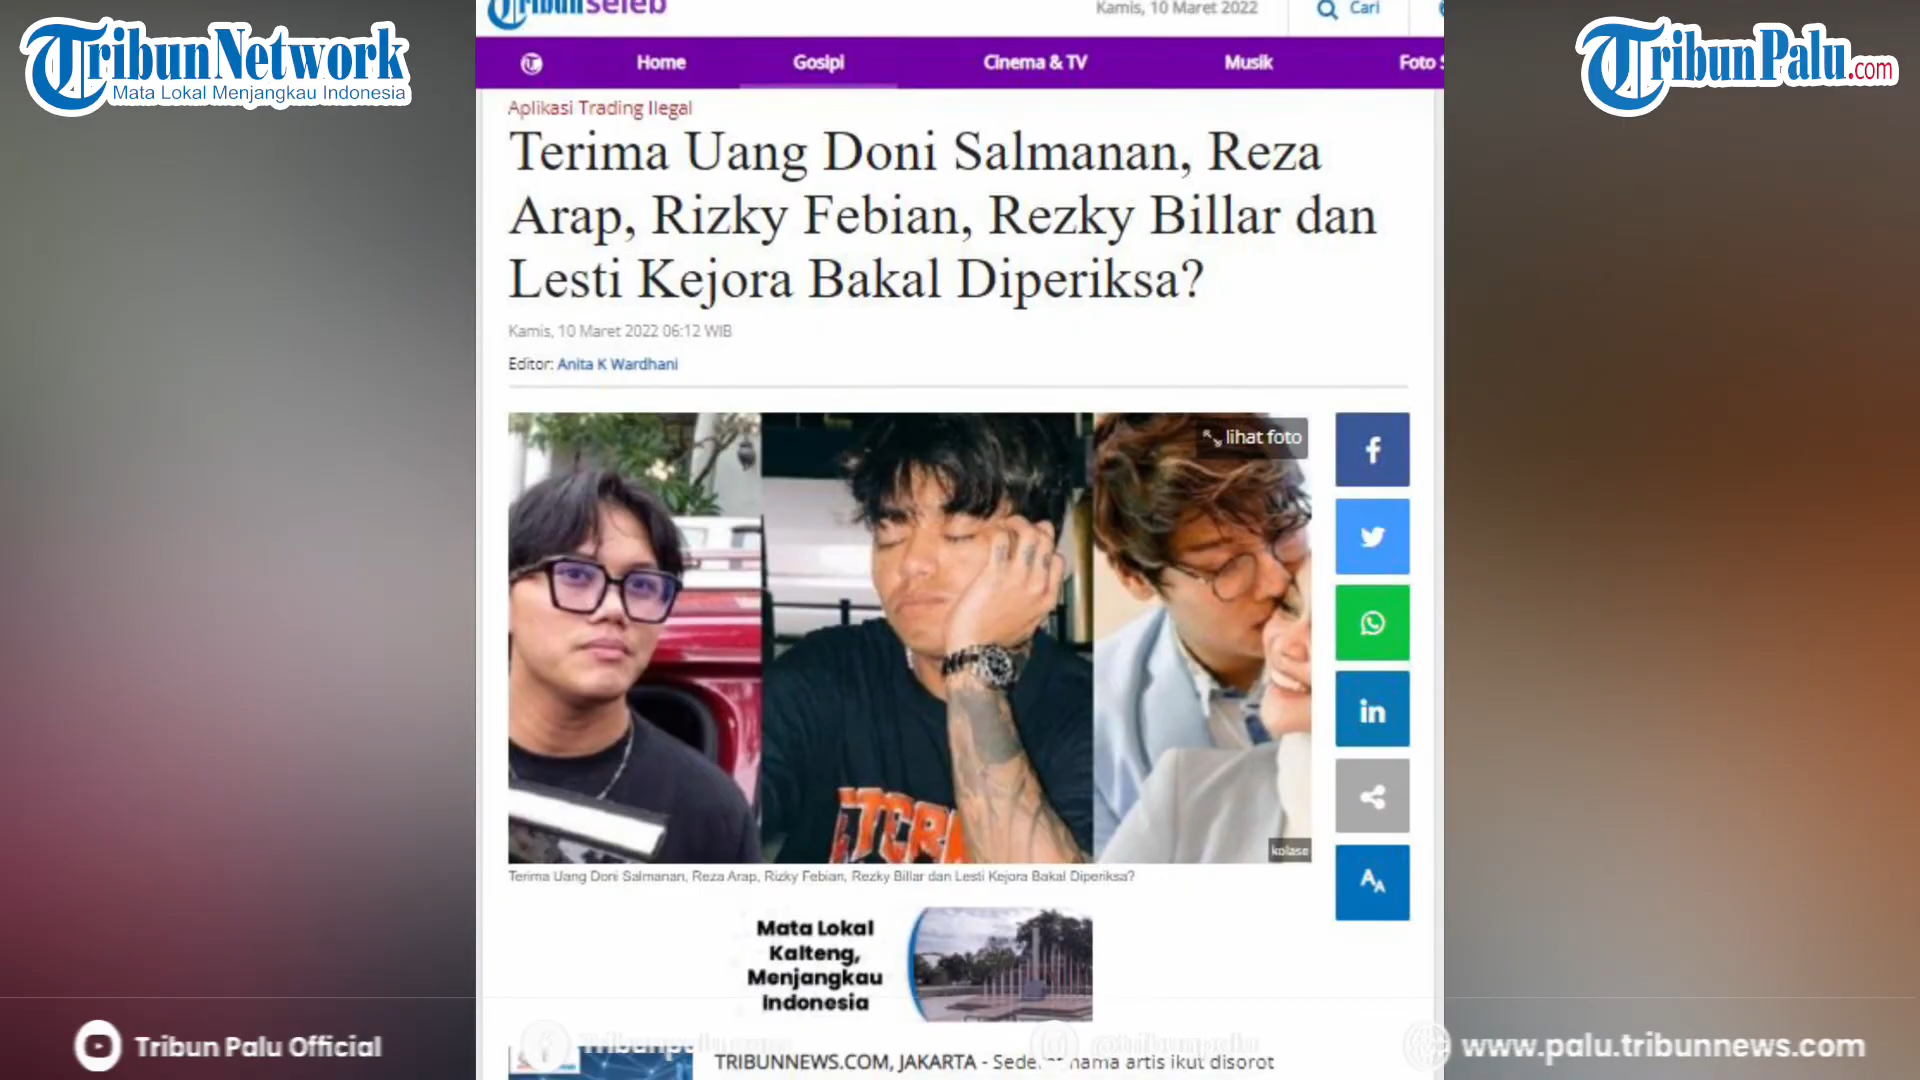 TribunNetwork
Mata Lokal Menjangkau Indonesia
Tribunseleb
Kamis, 10 Maret 2022
Cari
TribunPalu.com
Home
Gosipi
Cinema & TV
Musik
Foto S
Aplikasi Trading Ilegal
Terima Uang Doni Salmanan, Reza
Arap, Rizky Febian, Rezky Billar dan
Lesti Kejora Bakal Diperiksa?
Kamis, 10 Maret 2022 06:12 WIB
Editor: Anita K Wardhani
lihat foto
kolase
Terima Uang Doni Salmanan, Reza Arap, Rizky Febian, Rezky Billar dan Lesti Kejora Bakal Diperiksa?
Mata Lokal
Kalteng,
Menjangkau
Indonesia
TRIBUNNEWS.COM, JAKARTA - nama artis ikut disorot
Tribun Palu Official
www.palu.tribunnews.com